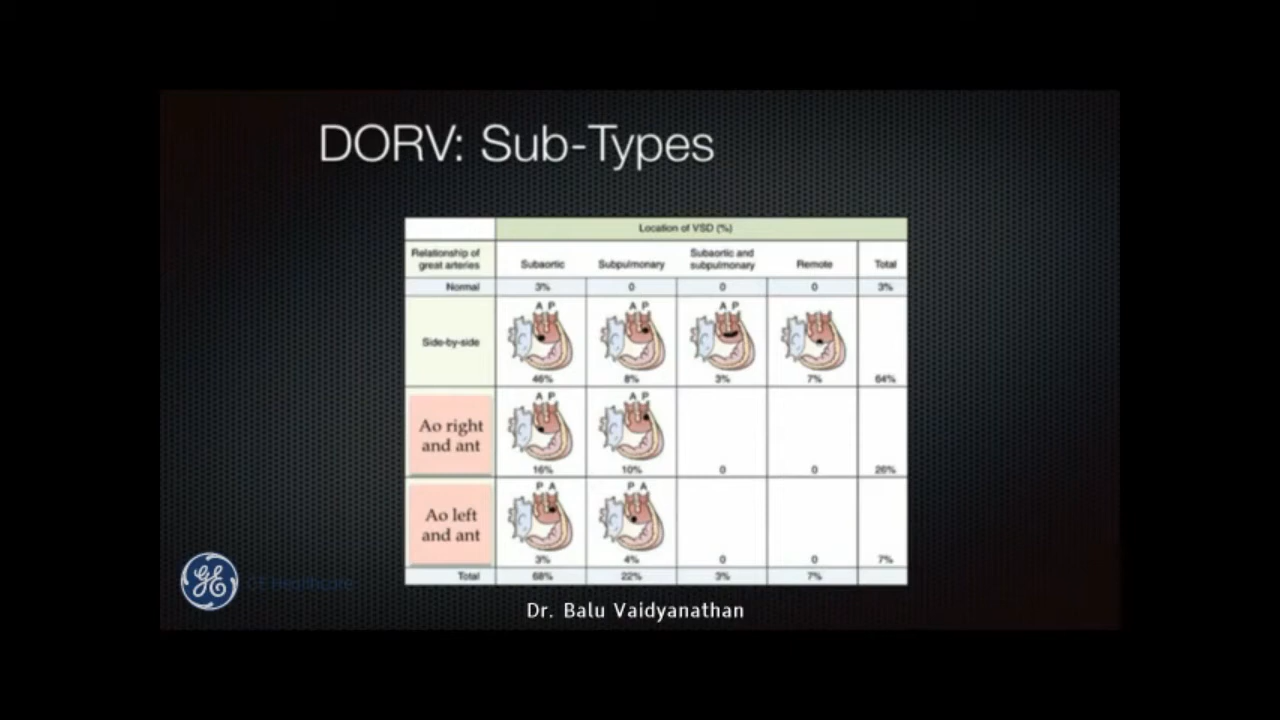 DORV: Sub-Types
Location of VSD (%)
Relationship of great arteries Subaortic Subpulmonary Subaortic and subpulmonary Remote Total
Normal 3% 0 0 0 3%
A P A P A P
Side-by-side
46% 8% 3% 7% 64%
A P A P
Ao right
and ant
16% 10% 0 0 26%
P A P A
Ao left
and ant
3% 4% 0 0 7%
Total 68% 22% 3% 7%
GE Healthcare
Dr. Balu Vaidyanathan